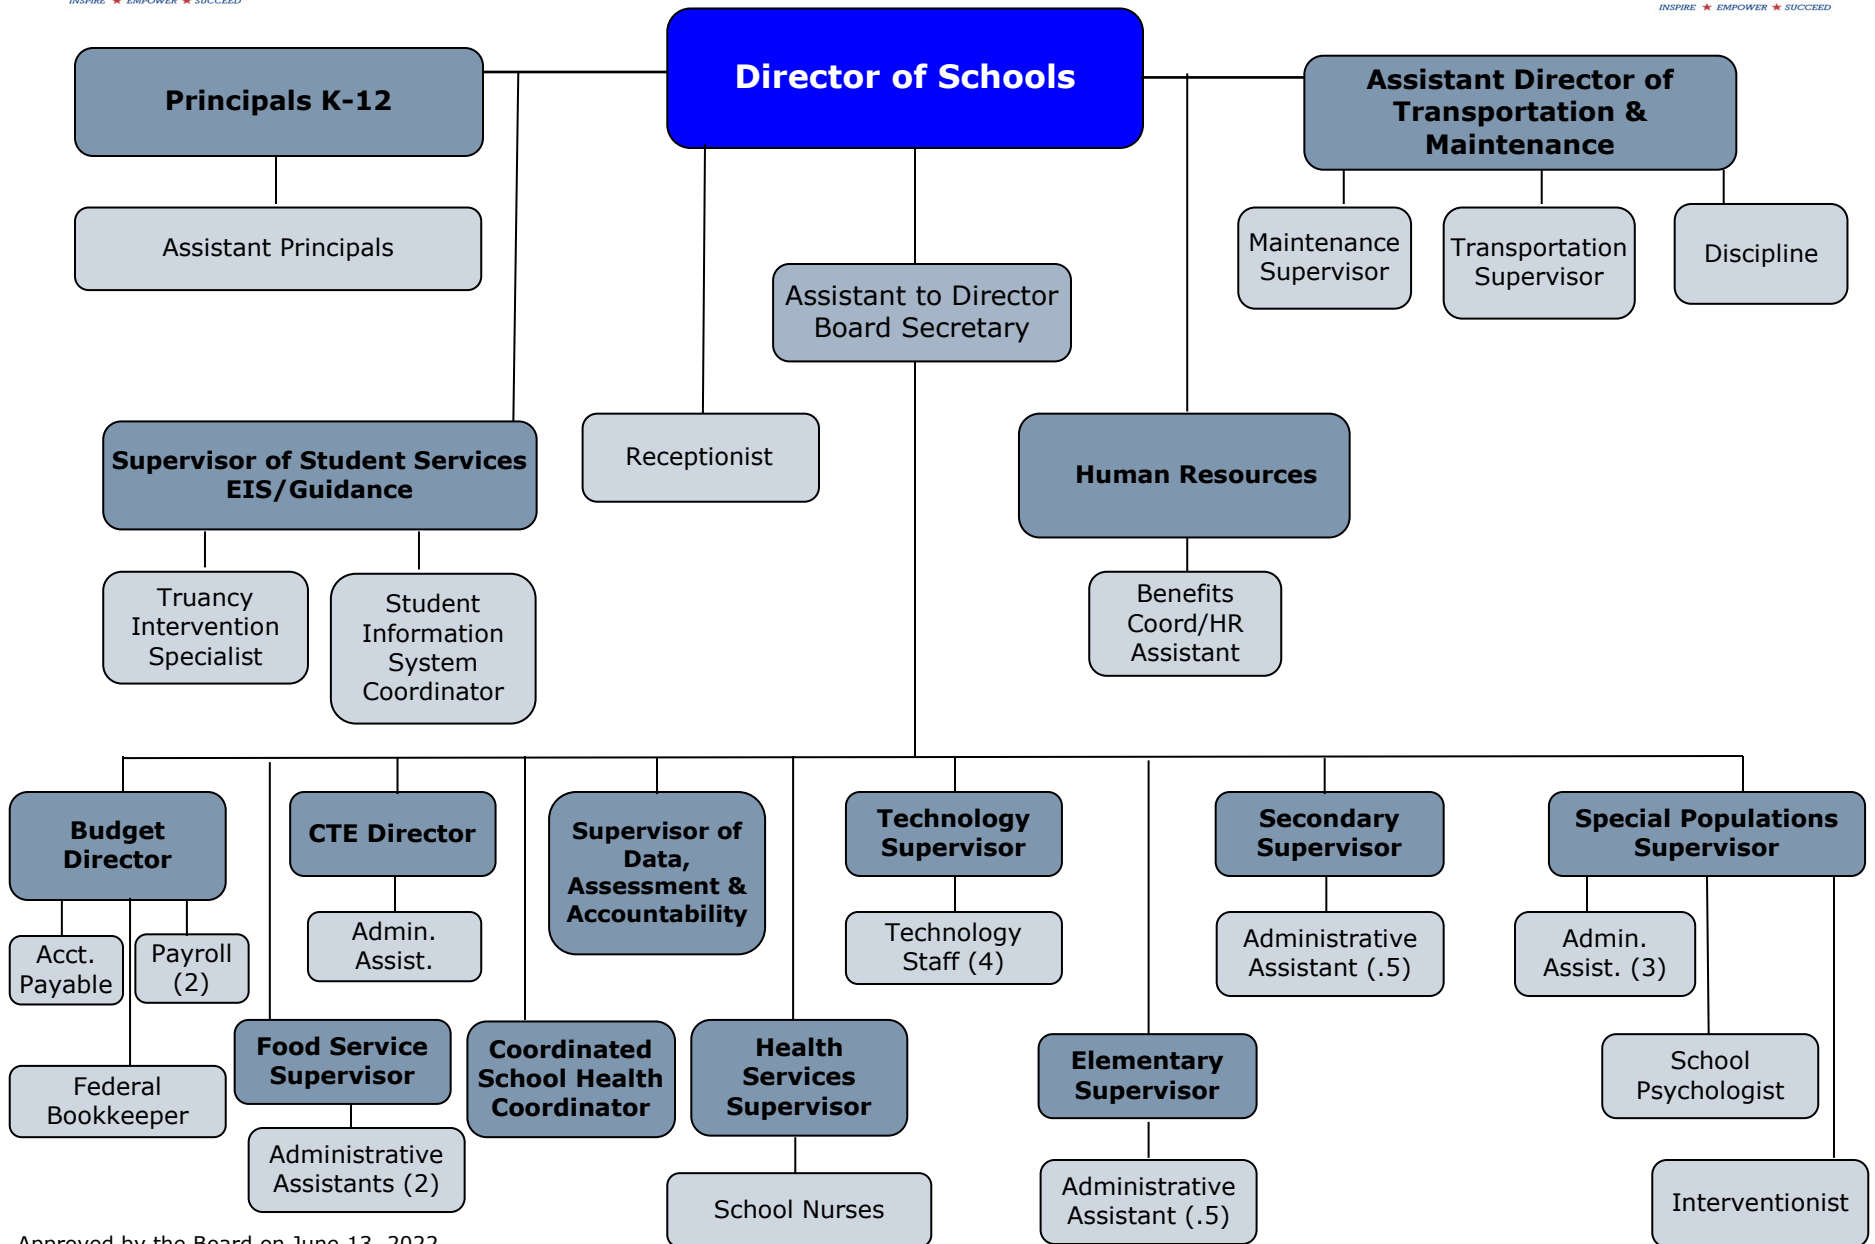 INSPIRE ★ EMPOWER ★ SUCCEED
INSPIRE ★ EMPOWER ★ SUCCEED
Director of Schools
Principals K-12
Assistant Director of
Transportation &
Maintenance
Assistant Principals
Maintenance
Supervisor
Transportation
Supervisor
Discipline
Assistant to Director
Board Secretary
Supervisor of Student Services
EIS/Guidance
Receptionist
Human Resources
Truancy
Intervention
Specialist
Student
Information
System
Coordinator
Benefits
Coord/HR
Assistant
Budget
Director
CTE Director
Supervisor of
Data,
Assessment &
Accountability
Technology
Supervisor
Secondary
Supervisor
Special Populations
Supervisor
Acct.
Payable
Payroll
(2)
Admin.
Assist.
Technology
Staff (4)
Administrative
Assistant (.5)
Admin.
Assist. (3)
Federal
Bookkeeper
Food Service
Supervisor
Coordinated
School Health
Coordinator
Health
Services
Supervisor
Elementary
Supervisor
School
Psychologist
Administrative
Assistants (2)
School Nurses
Administrative
Assistant (.5)
Interventionist
Approved by the Board on June 13, 2022